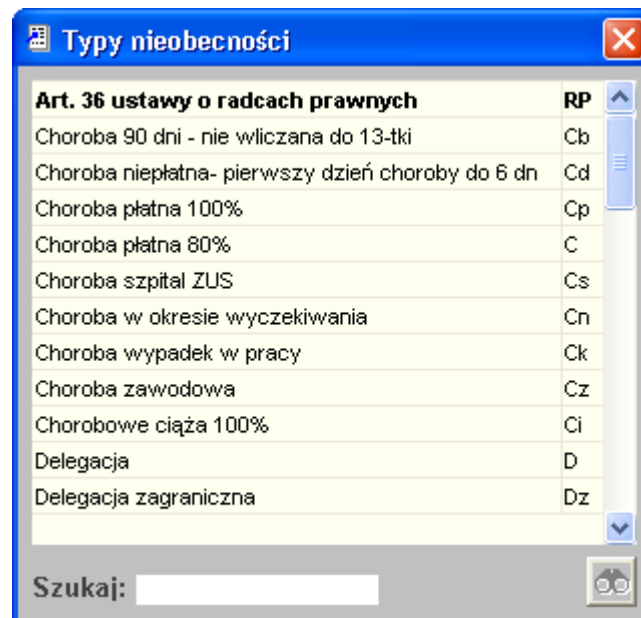 Typy nieobecności
Art. 36 ustawy o radcach prawnych RP
Choroba 90 dni - nie wliczana do 13-tki Cb
Choroba niepłatna- pierwszy dzień choroby do 6 dn Cd
Choroba płatna 100% Cp
Choroba płatna 80% C
Choroba szpital ZUS Cs
Choroba w okresie wyczekiwania Cn
Choroba wypadek w pracy Ck
Choroba zawodowa Cz
Chorobowe ciąża 100% Ci
Delegacja D
Delegacja zagraniczna Dz
Szukaj: